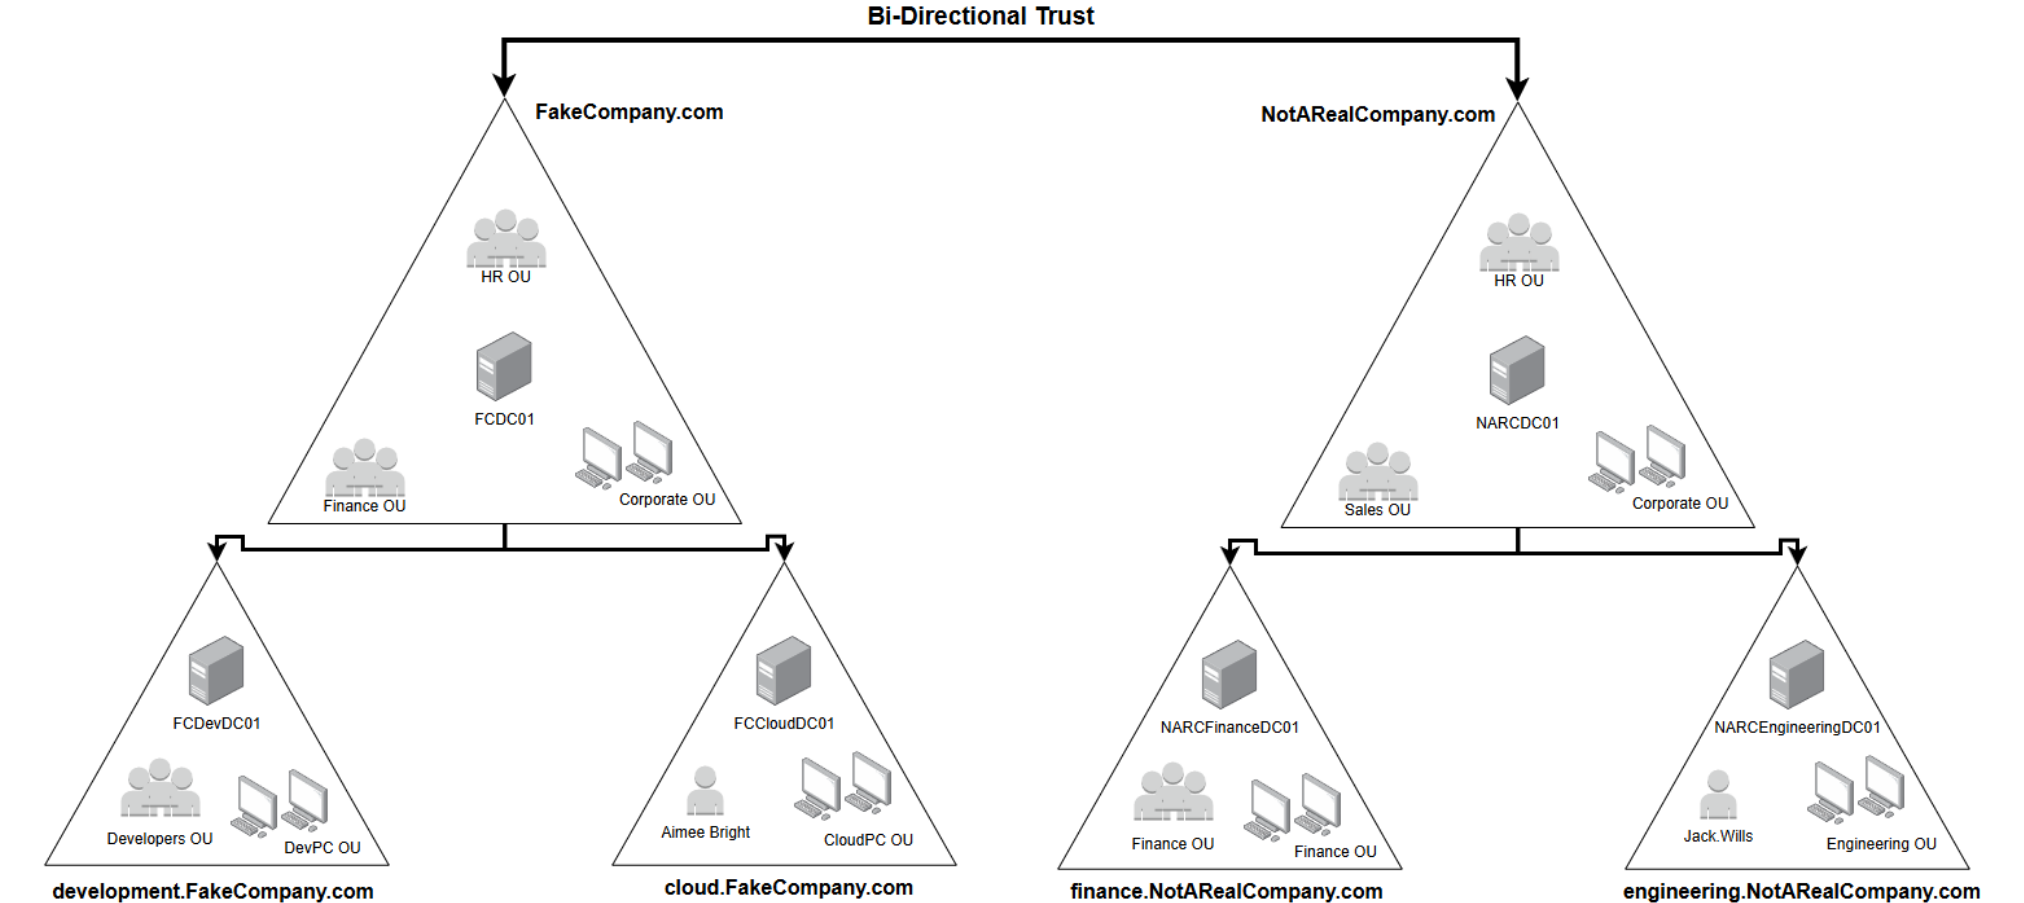 Bi-Directional Trust
FakeCompany.com
NotARealCompany.com
HR OU
HR OU
FCDC01
NARCDC01
Finance OU
Corporate OU
Sales OU
Corporate OU
FCDevDC01
FCCloudDC01
NARCFinanceDC01
NARCEngineeringDC01
Developers OU
DevPC OU
Aimee Bright
CloudPC OU
Finance OU
Finance OU
Jack.Wills
Engineering OU
development.FakeCompany.com
cloud.FakeCompany.com
finance.NotARealCompany.com
engineering.NotARealCompany.com